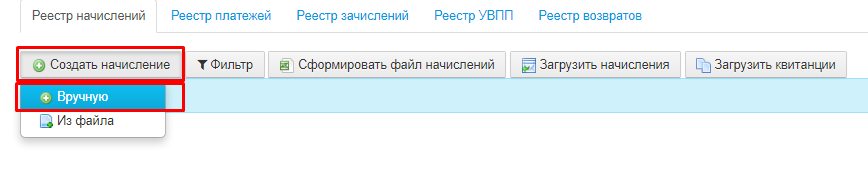 Реестр начислений Реестр платежей Реестр зачислений Реестр УВПП Реестр возвратов
Создать начисление Фильтр Сформировать файл начислений Загрузить начисления Загрузить квитанции
Вручную
Из файла